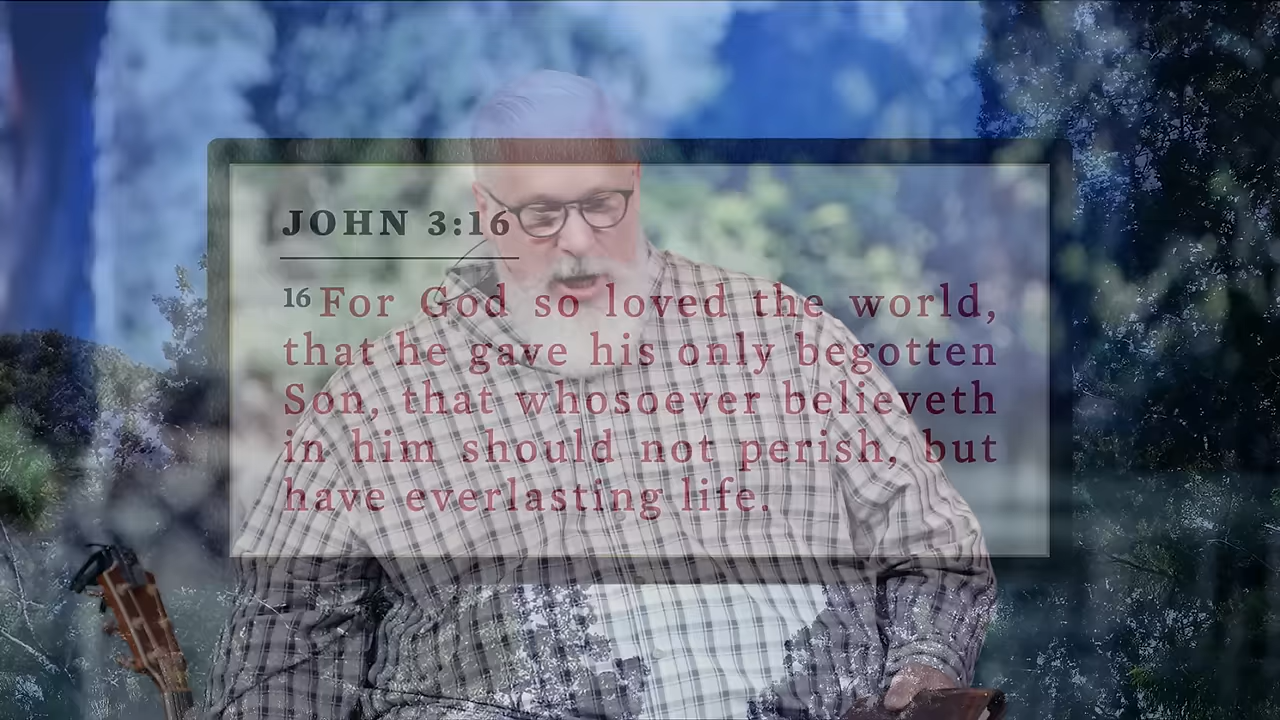 JOHN 3:16
16 For God so loved the world,
that he gave his only begotten
Son, that whosoever believeth
in him should not perish, but
have everlasting life.